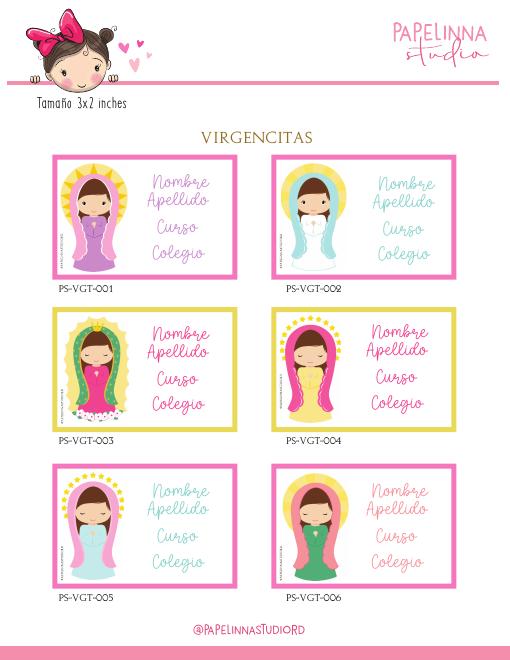 PAPELINNA
studio
Tamaño 3x2 inches
VIRGENCITAS
Nombre
Apellido
Curso
Colegio
PS-VGT-001
Nombre
Apellido
Curso
Colegio
PS-VGT-002
Nombre
Apellido
Curso
Colegio
PS-VGT-003
Nombre
Apellido
Curso
Colegio
PS-VGT-004
Nombre
Apellido
Curso
Colegio
PS-VGT-005
Nombre
Apellido
Curso
Colegio
PS-VGT-006
@PAPELINNASTUDIORD